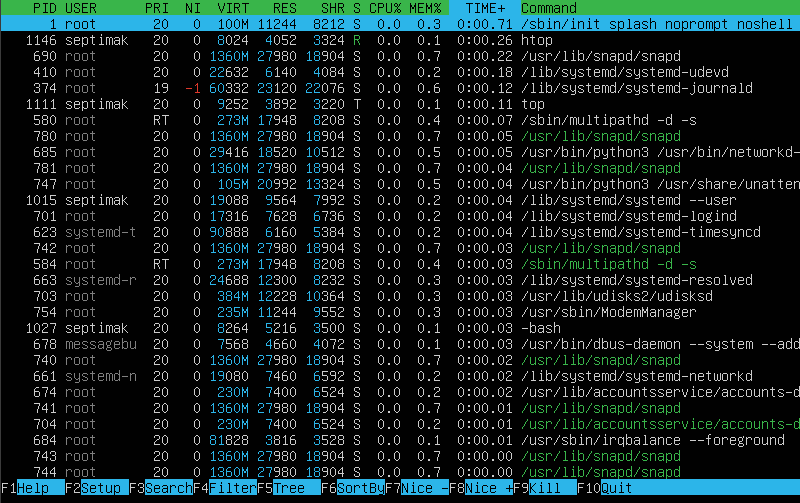 PID USER PRI NI VIRT RES SHR S CPU% MEM% TIME+ Command
1 root 20 0 100M 11244 8212 S 0.0 0.3 0:00.71 /sbin/init splash noprompt noshell
1146 septimak 20 0 8024 4052 3324 R 0.0 0.1 0:00.26 htop
690 root 20 0 1360M 27980 18904 S 0.0 0.7 0:00.22 /usr/lib/snapd/snapd
410 root 20 0 22632 6140 4084 S 0.0 0.2 0:00.18 /lib/systemd/systemd-udevd
374 root 19 -1 60332 23120 22076 S 0.0 0.6 0:00.12 /lib/systemd/systemd-journald
1111 septimak 20 0 9252 3892 3220 T 0.0 0.1 0:00.11 top
580 root RT 0 273M 17948 8208 S 0.0 0.4 0:00.07 /sbin/multipathd -d -s
780 root 20 0 1360M 27980 18904 S 0.0 0.7 0:00.06 /usr/lib/snapd/snapd
685 root 20 0 29416 18520 10512 S 0.0 0.5 0:00.05 /usr/bin/python3 /usr/bin/networkd-
781 root 20 0 1360M 27980 18904 S 0.0 0.7 0:00.04 /usr/lib/snapd/snapd
747 root 20 0 105M 20992 13324 S 0.0 0.5 0:00.04 /usr/bin/python3 /usr/share/unatten
1015 septimak 20 0 19088 9564 7992 S 0.0 0.2 0:00.04 /lib/systemd/systemd --user
701 root 20 0 17316 7628 6736 S 0.0 0.2 0:00.04 /lib/systemd/systemd-logind
623 systemd-t 20 0 90888 6160 5384 S 0.0 0.2 0:00.04 /lib/systemd/systemd-timesyncd
742 root 20 0 1360M 27980 18904 S 0.0 0.7 0:00.03 /usr/lib/snapd/snapd
584 root RT 0 273M 17948 8208 S 0.0 0.4 0:00.03 /sbin/multipathd -d -s
663 systemd-r 20 0 24688 12300 8232 S 0.0 0.3 0:00.03 /lib/systemd/systemd-resolved
703 root 20 0 384M 12228 10364 S 0.0 0.3 0:00.03 /usr/lib/udisks2/udisksd
754 root 20 0 235M 11244 9552 S 0.0 0.3 0:00.03 /usr/sbin/ModemManager
1027 septimak 20 0 8264 5216 3500 S 0.0 0.1 0:00.03 -bash
678 messagebu 20 0 7568 4660 4072 S 0.0 0.1 0:00.03 /usr/bin/dbus-daemon --system --add
740 root 20 0 1360M 27980 18904 S 0.0 0.7 0:00.02 /usr/lib/snapd/snapd
661 systemd-n 20 0 19080 7460 6592 S 0.0 0.2 0:00.02 /lib/systemd/systemd-networkd
674 root 20 0 230M 7400 6524 S 0.0 0.2 0:00.02 /usr/lib/accountsservice/accounts-d
741 root 20 0 1360M 27980 18904 S 0.0 0.7 0:00.01 /usr/lib/snapd/snapd
704 root 20 0 230M 7400 6524 S 0.0 0.2 0:00.01 /usr/lib/accountsservice/accounts-d
684 root 20 0 81828 3816 3528 S 0.0 0.1 0:00.01 /usr/sbin/irqbalance --foreground
743 root 20 0 1360M 27980 18904 S 0.0 0.7 0:00.00 /usr/lib/snapd/snapd
744 root 20 0 1360M 27980 18904 S 0.0 0.7 0:00.00 /usr/lib/snapd/snapd
F1Help F2Setup F3SearchF4FilterF5Tree F6SortByF7Nice -F8Nice +F9Kill F10Quit